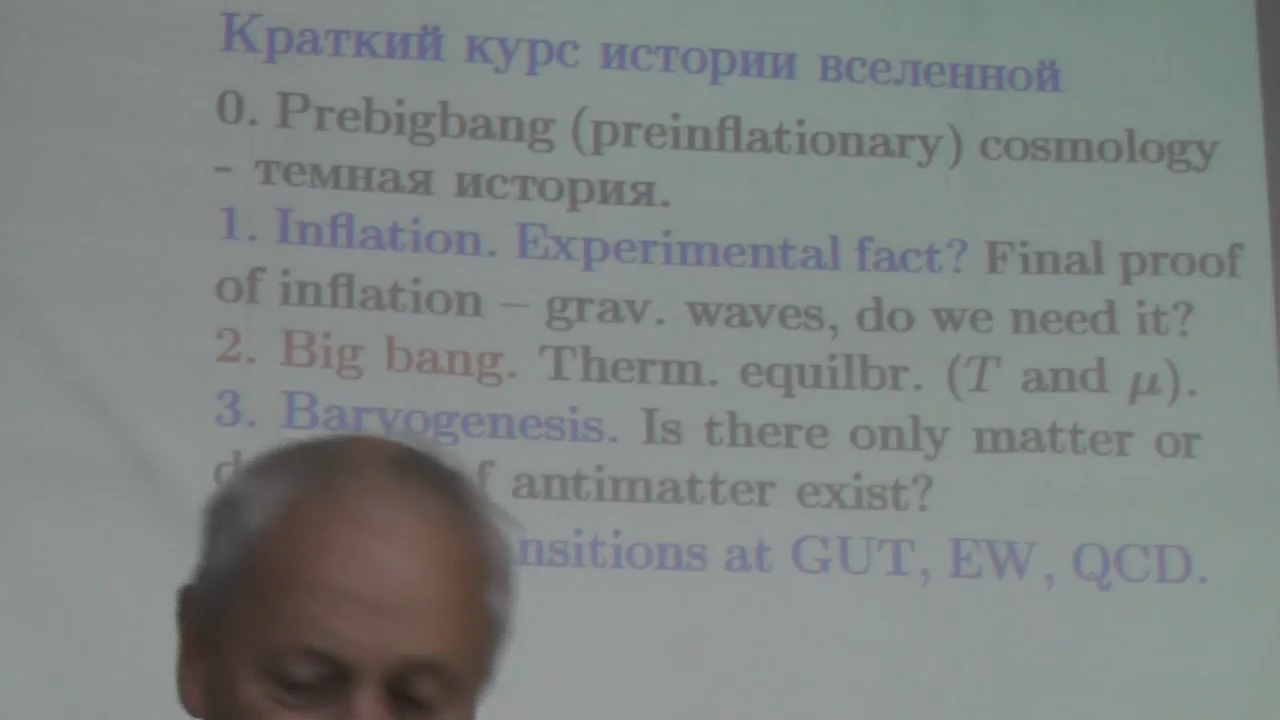 Краткий курс истории вселенной
0. Prebigbang (preinflationary) cosmology
- темная история.
1. Inflation. Experimental fact? Final proof
of inflation – grav. waves, do we need it?
2. Big bang. Therm. equilbr. (T and μ).
3. Baryogenesis. Is there only matter or
antimatter exist?
at GUT, EW, QCD.